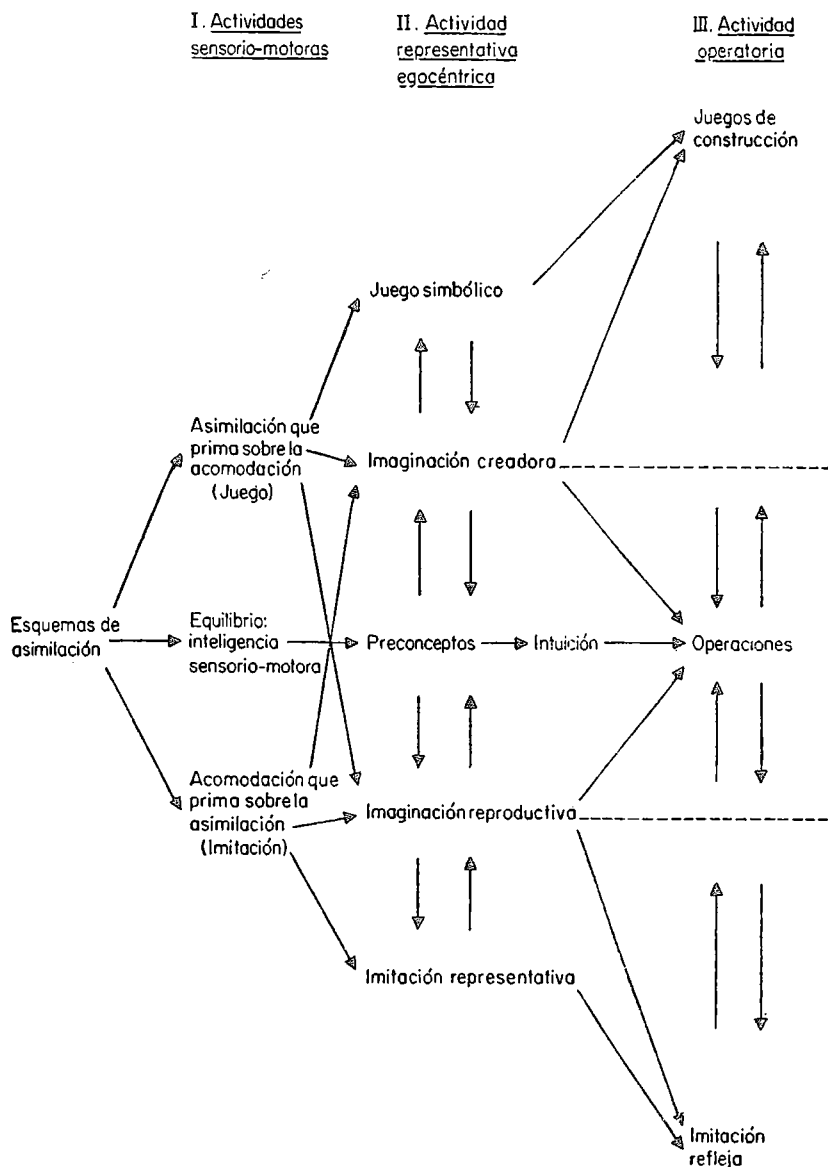 I. Actividades
sensorio-motoras
II. Actividad
representativa
egocéntrica
III. Actividad
operatoria
Juegos de
construcción
Juego simbólico
Asimilación que
prima sobre la
acomodación
(Juego)
Imaginación creadora
Esquemas de
asimilación
Equilibrio:
inteligencia
sensorio-motora
Preconceptos
Intuición
Operaciones
Acomodación que
prima sobre la
asimilación
(Imitación)
Imaginación reproductiva
Imitación representativa
Imitación
refleja